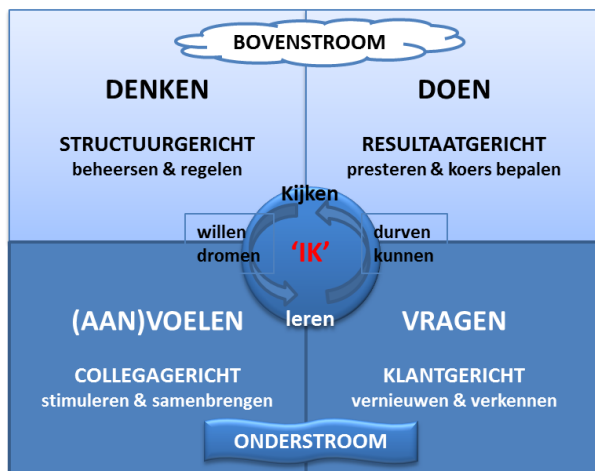 BOVENSTROOM
DENKEN
DOEN
STRUCTUURGERICHT
beheersen & regelen
RESULTAATGERICHT
presteren & koers bepalen
Kijken
willen
dromen
'IK'
durven
kunnen
leren
(AAN)VOELEN
VRAGEN
COLLEGAGERICHT
stimuleren & samenbrengen
KLANTGERICHT
vernieuwen & verkennen
ONDERSTROOM